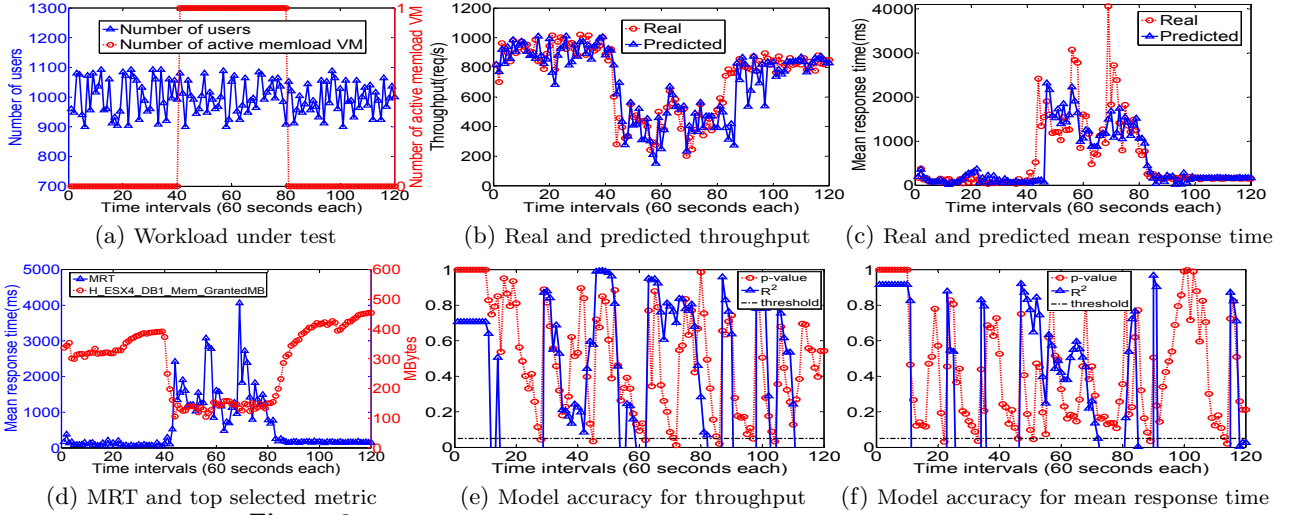 1300
1200
1100
1000
900
800
700
Number of users
Number of users
Number of active memload VM
1
0
Number of active memload VM
0 20 40 60 80 100 120
Time intervals (60 seconds each)
(a) Workload under test
1200
1000
800
600
400
200
0
Throughput(req/s)
Real
Predicted
0 20 40 60 80 100 120
Time intervals (60 seconds each)
(b) Real and predicted throughput
4000
3000
2000
1000
0
Mean response time(ms)
Real
Predicted
0 20 40 60 80 100 120
Time intervals (60 seconds each)
(c) Real and predicted mean response time
5000
4000
3000
2000
1000
0
Mean response time(ms)
MRT
H_ESX4_DB1_Mem_GrantedMB
600
500
400
300
200
100
0
MBytes
0 20 40 60 80 100 120
Time intervals (60 seconds each)
(d) MRT and top selected metric
1
0.8
0.6
0.4
0.2
0
p-value
R²
threshold
0 20 40 60 80 100 120
Time intervals (60 seconds each)
(e) Model accuracy for throughput
1
0.8
0.6
0.4
0.2
0
p-value
R²
threshold
0 20 40 60 80 100 120
Time intervals (60 seconds each)
(f) Model accuracy for mean response time